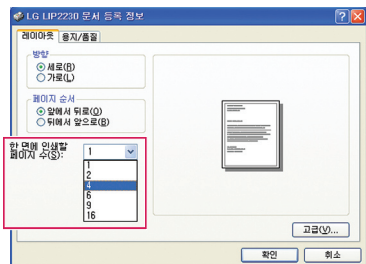 LG LIP2230 문서 등록 정보
레이아웃 용지/품질
방향
세로(R)
가로(L)
페이지 순서
앞에서 뒤로(O)
뒤에서 앞으로(B)
한 면에 인쇄할
페이지 수(S):
1
1
2
4
6
9
16
고급(V)...
확인 취소